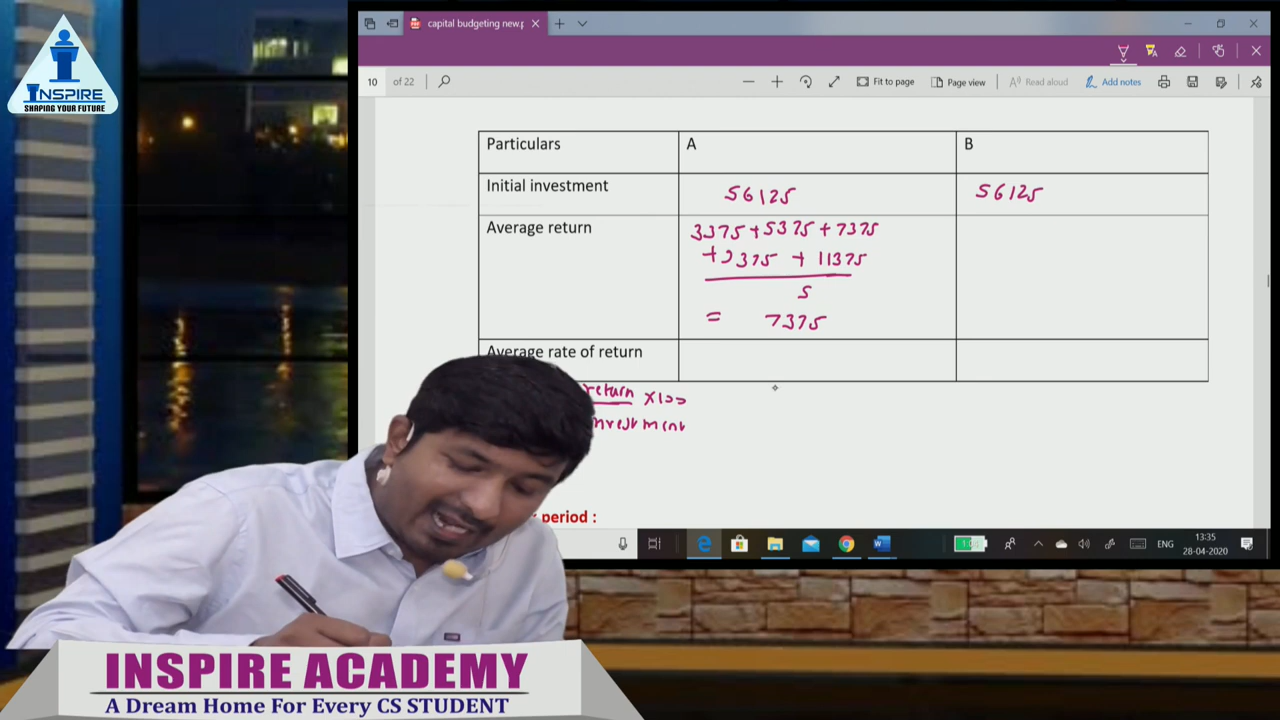 INSPIRE
SHAPING YOUR FUTURE
capital budgeting new.p
10 of 22
Fit to page
Page view
Read aloud
Add notes
Particulars A B
Initial investment 56125 56125
Average return 3375 + 5375 + 7375
+ 9375 + 11375
5
= 7375
Average rate of return
return x100
nvestment
period :
ENG
13:35
28-04-2020
INSPIRE ACADEMY
A Dream Home For Every CS STUDENT